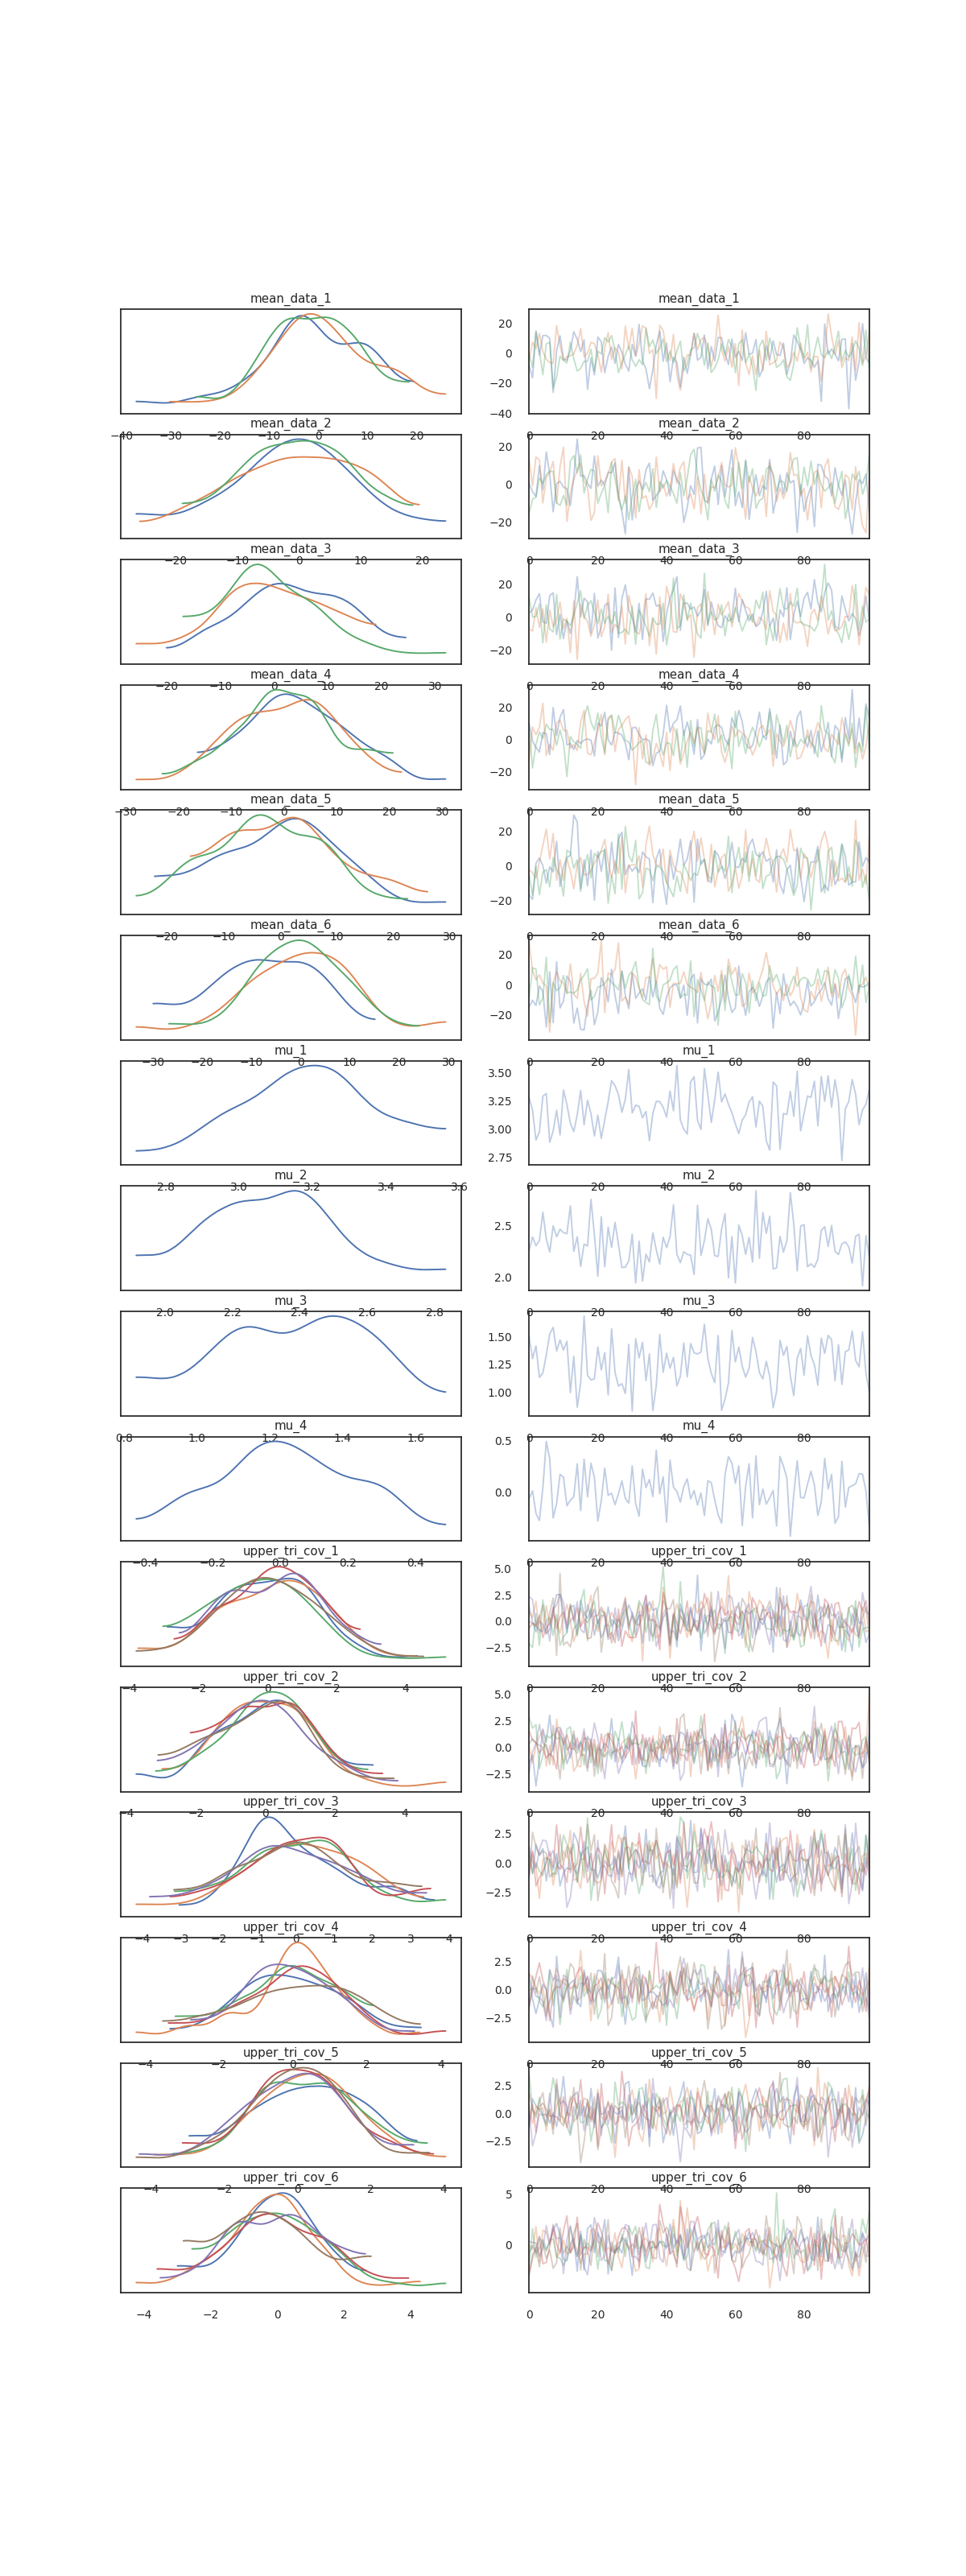 mean_data_1 mean_data_1
20
0
−20
−40
−40 −30 −20 −10 0 10 20
mean_data_2 mean_data_2
20
0
−20
−20 −10 0 10 20 0 20 40 60 80
mean_data_3 mean_data_3
20
0
−20
−20 −10 0 10 20 30 0 20 40 60 80
mean_data_4 mean_data_4
20
0
−20
−30 −20 −10 0 10 20 30 0 20 40 60 80
mean_data_5 mean_data_5
20
0
−20
−20 −10 0 10 20 30 0 20 40 60 80
mean_data_6 mean_data_6
20
0
−20
−30 −20 −10 0 10 20 30 0 20 40 60 80
mu_1 mu_1
3.50
3.25
3.00
2.75
2.8 3.0 3.2 3.4 3.6 0 20 40 60 80
mu_2 mu_2
2.5
2.0
2.0 2.2 2.4 2.6 2.8 0 20 40 60 80
mu_3 mu_3
1.50
1.25
1.00
0.8 1.0 1.2 1.4 1.6 0 20 40 60 80
mu_4 mu_4
0.5
0.0
−0.4 −0.2 0.0 0.2 0.4 0 20 40 60 80
upper_tri_cov_1 upper_tri_cov_1
5.0
2.5
0.0
−2.5
−4 −2 0 2 4 0 20 40 60 80
upper_tri_cov_2 upper_tri_cov_2
5.0
2.5
0.0
−2.5
−4 −2 0 2 4 0 20 40 60 80
upper_tri_cov_3 upper_tri_cov_3
2.5
0.0
−2.5
−4 −3 −2 −1 0 1 2 3 4 0 20 40 60 80
upper_tri_cov_4 upper_tri_cov_4
2.5
0.0
−2.5
−4 −2 0 2 4 0 20 40 60 80
upper_tri_cov_5 upper_tri_cov_5
2.5
0.0
−2.5
−4 −2 0 2 4 0 20 40 60 80
upper_tri_cov_6 upper_tri_cov_6
5
0
−4 −2 0 2 4 0 20 40 60 80